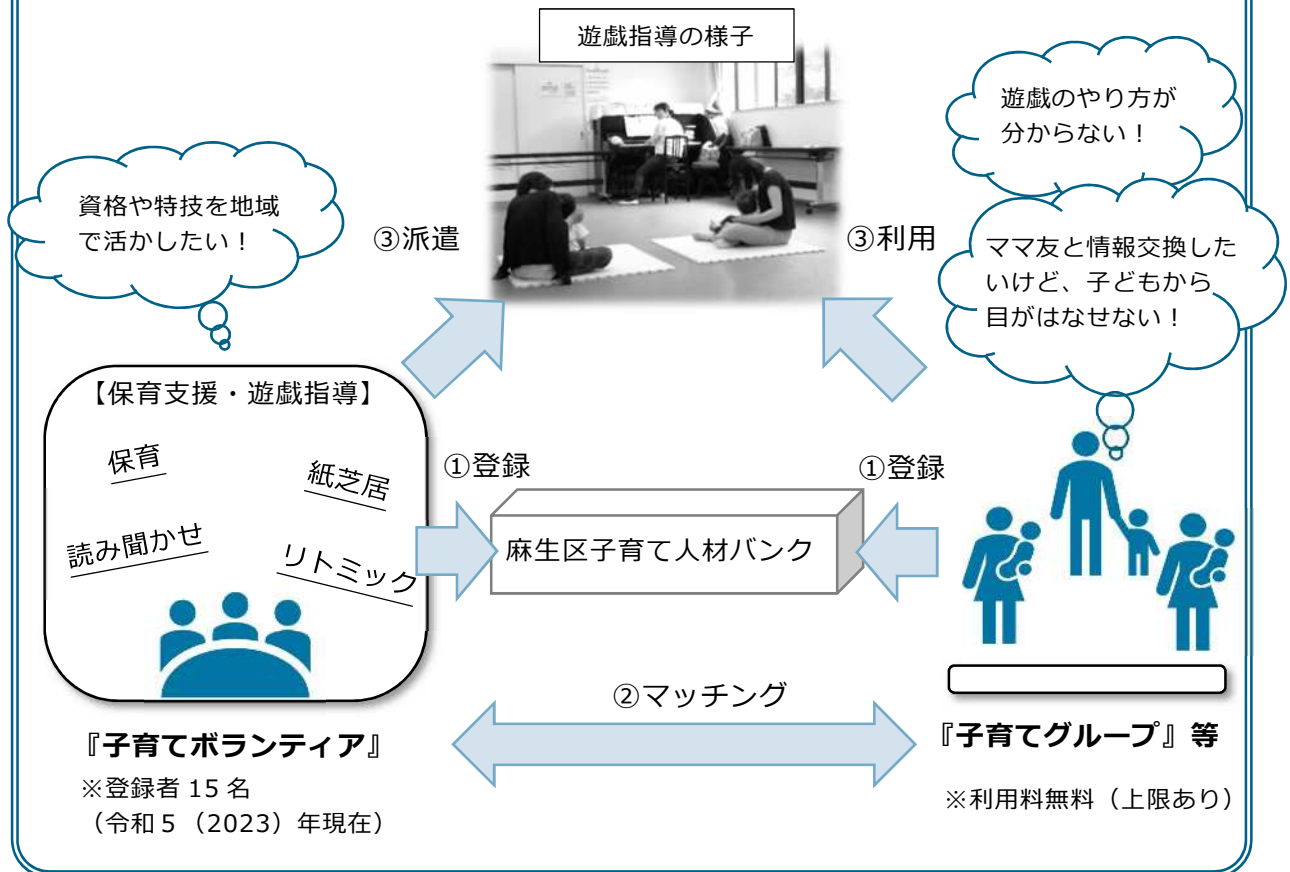 遊戯指導の様子
遊戯のやり方が
分からない！
資格や特技を地域
で活かしたい！
③派遣
③利用
ママ友と情報交換した
いけど、子どもから
目がはなせない！
【保育支援・遊戯指導】
保育
紙芝居
読み聞かせ
リトミック
①登録
①登録
麻生区子育て人材バンク
②マッチング
『子育てボランティア』
※登録者 15 名
（令和５（2023）年現在）
『子育てグループ』等
※利用料無料（上限あり）